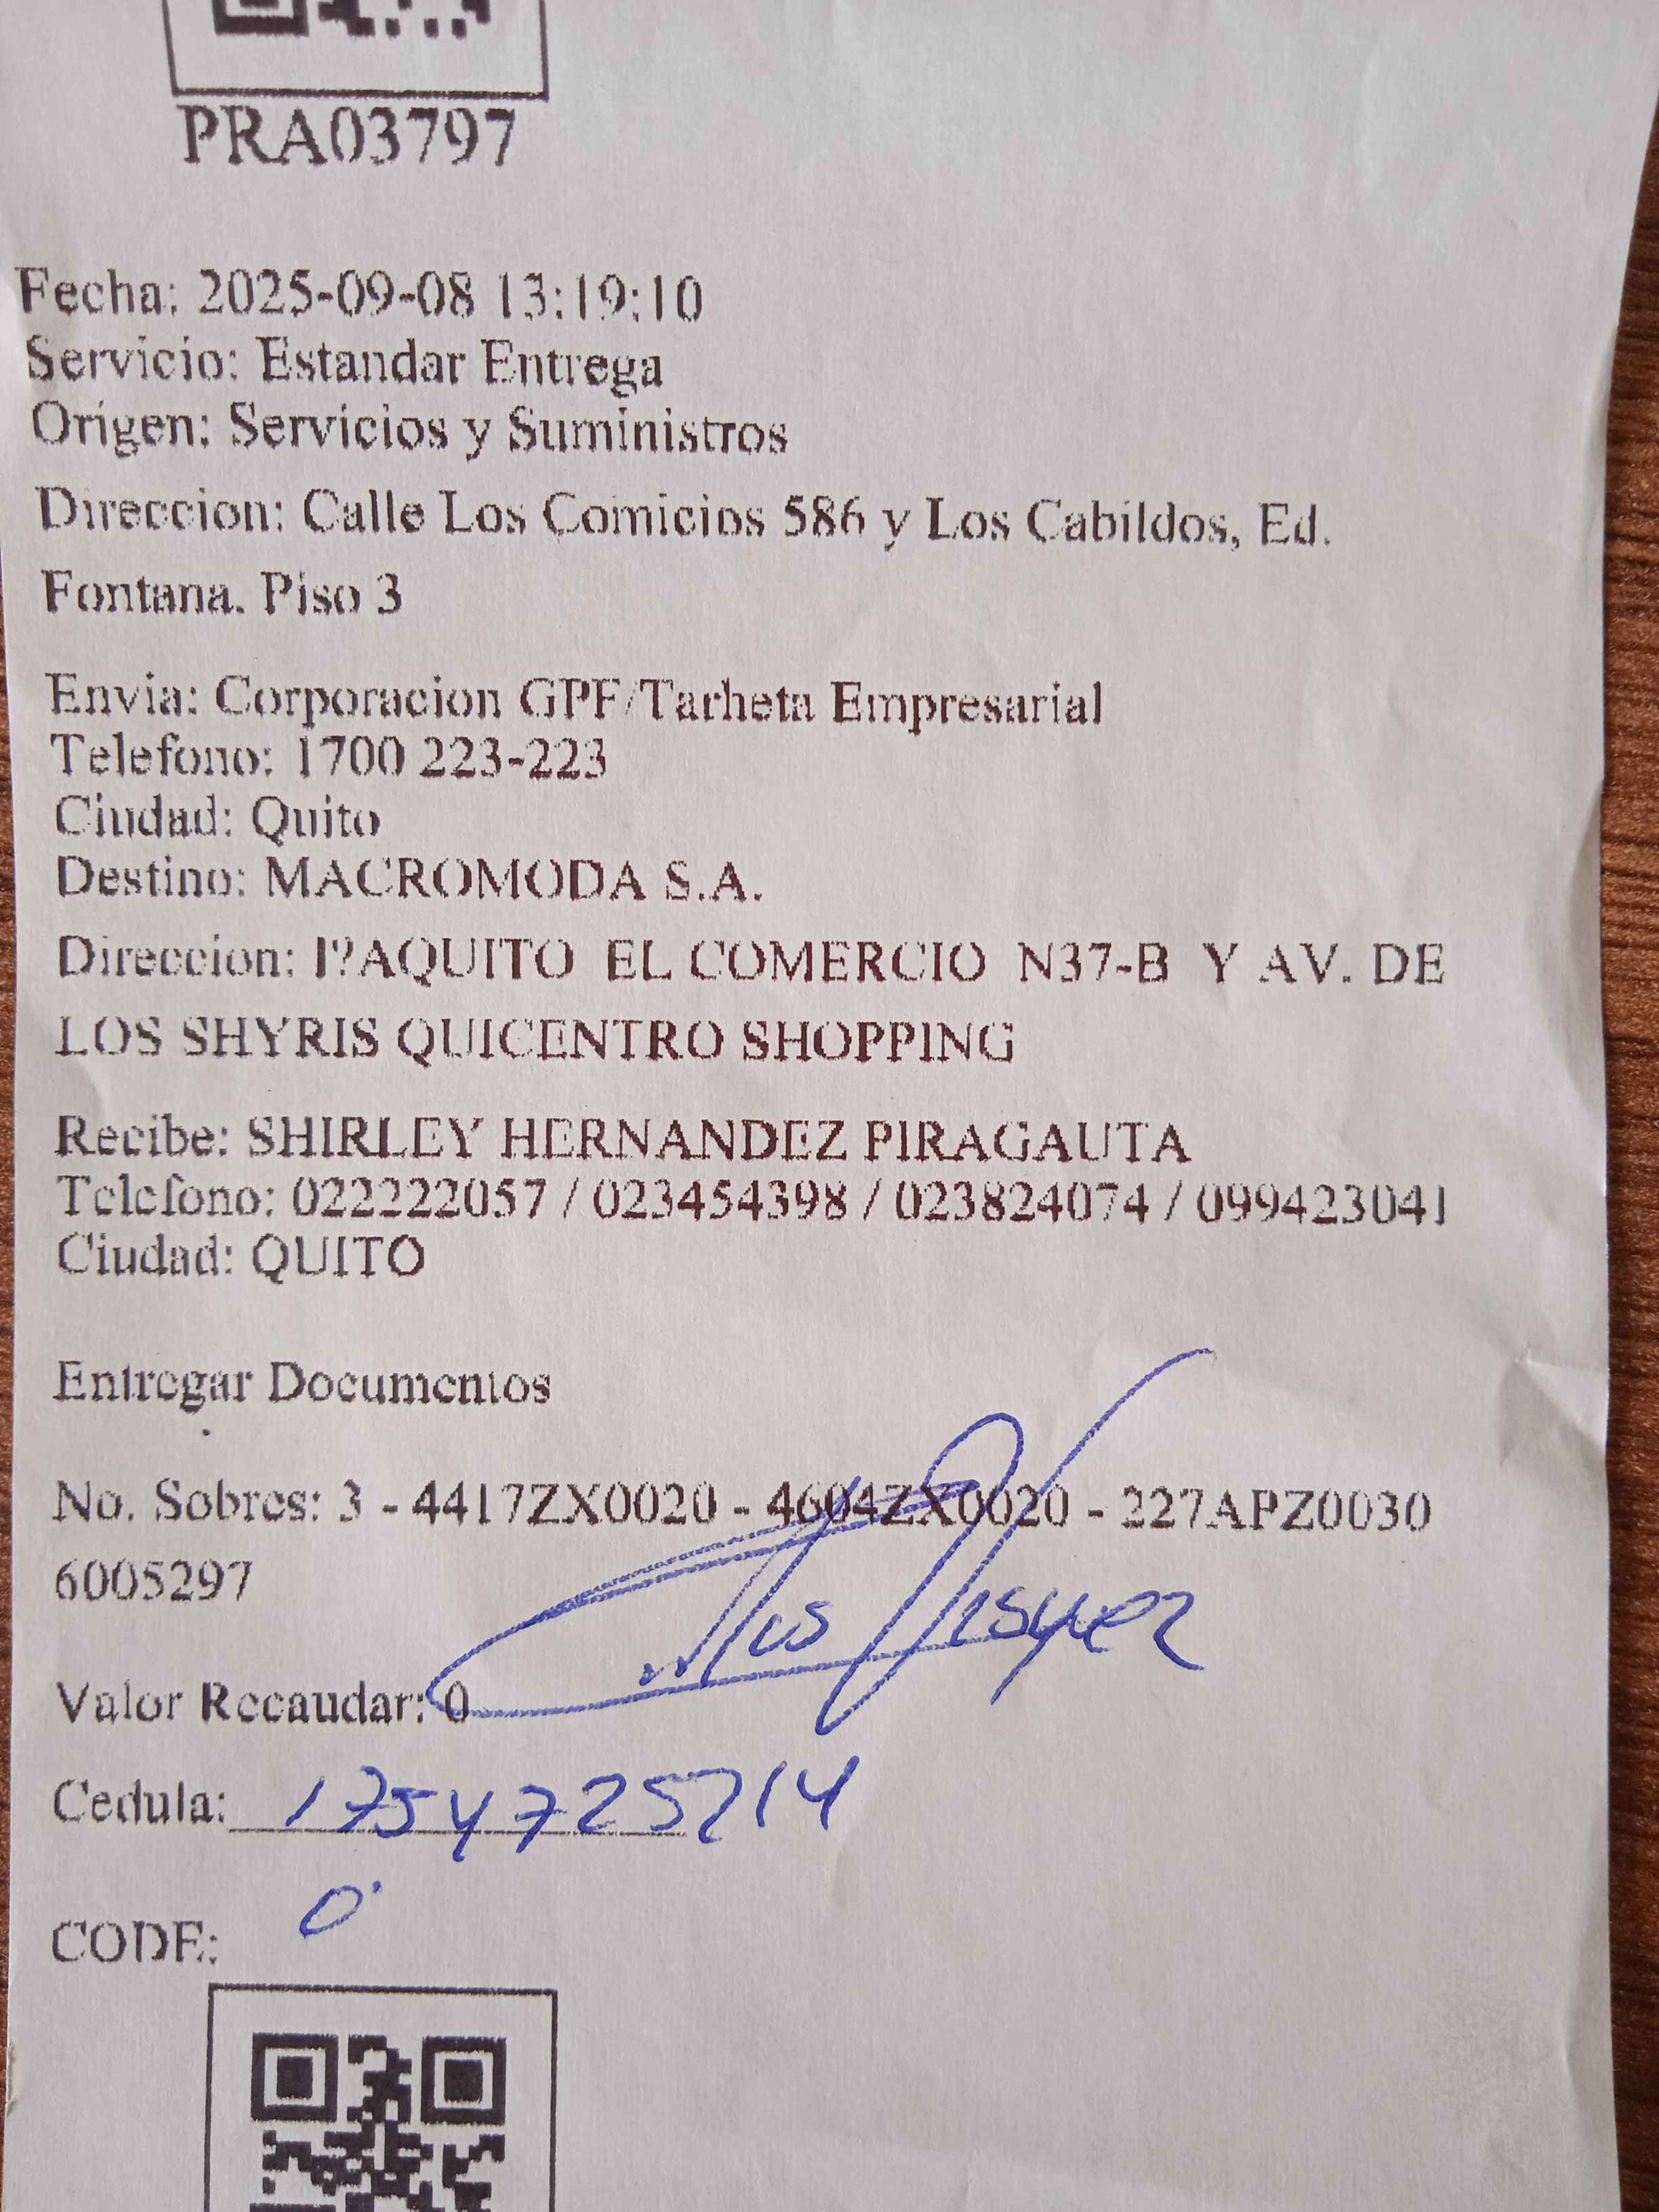 PRA03797
Fecha: 2025-09-08 13:19:10
Servicio: Estandar Entrega
Origen: Servicios y Suministros
Direccion: Calle Los Comicios 586 y Los Cabildos, Ed.
Fontana. Piso 3
Envia: Corporacion GPF/Tarheta Empresarial
Telefono: 1700 223-223
Ciudad: Quito
Destino: MACROMODA S.A.
Direccion: I?AQUITO EL COMERCIO N37-B Y AV. DE
LOS SHYRIS QUICENTRO SHOPPING
Recibe: SHIRLEY HERNANDEZ PIRAGAUTA
Telefono: 022222057 / 023454398 / 023824074 / 099423041
Ciudad: QUITO
Entregar Documentos
No. Sobres: 3 - 4417ZX0020 - 4604ZX0020 - 227APZ0030
6005297
Valor Recaudar: 0
Cedula: 1754725214
0
CODE: